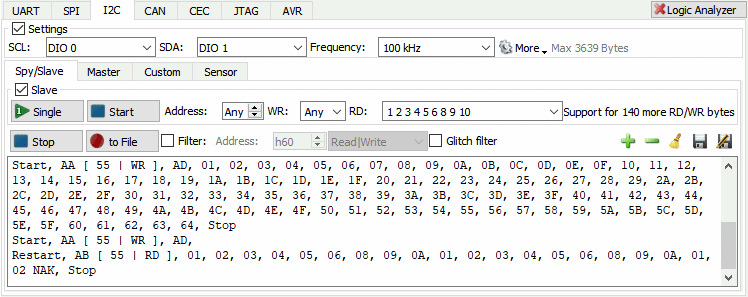 UART SPI I2C CAN CEC JTAG AVR Logic Analyzer
Settings
SCL: DIO 0 SDA: DIO 1 Frequency: 100 kHz More Max 3639 Bytes
Spy/Slave Master Custom Sensor
Slave
1 Single Start Address: Any WR: Any RD: 1 2 3 4 5 6 8 9 10 Support for 140 more RD/WR bytes
Stop to File Filter: Address: h60 Read|Write Glitch filter
Start, AA [ 55 | WR ], AD, 01, 02, 03, 04, 05, 06, 07, 08, 09, 0A, 0B, 0C, 0D, 0E, 0F, 10, 11, 12,
13, 14, 15, 16, 17, 18, 19, 1A, 1B, 1C, 1D, 1E, 1F, 20, 21, 22, 23, 24, 25, 26, 27, 28, 29, 2A, 2B,
2C, 2D, 2E, 2F, 30, 31, 32, 33, 34, 35, 36, 37, 38, 39, 3A, 3B, 3C, 3D, 3E, 3F, 40, 41, 42, 43, 44,
45, 46, 47, 48, 49, 4A, 4B, 4C, 4D, 4E, 4F, 50, 51, 52, 53, 54, 55, 56, 57, 58, 59, 5A, 5B, 5C, 5D,
5E, 5F, 60, 61, 62, 63, 64, Stop
Start, AA [ 55 | WR ], AD,
Restart, AB [ 55 | RD ], 01, 02, 03, 04, 05, 06, 08, 09, 0A, 01, 02, 03, 04, 05, 06, 08, 09, 0A, 01,
02 NAK, Stop